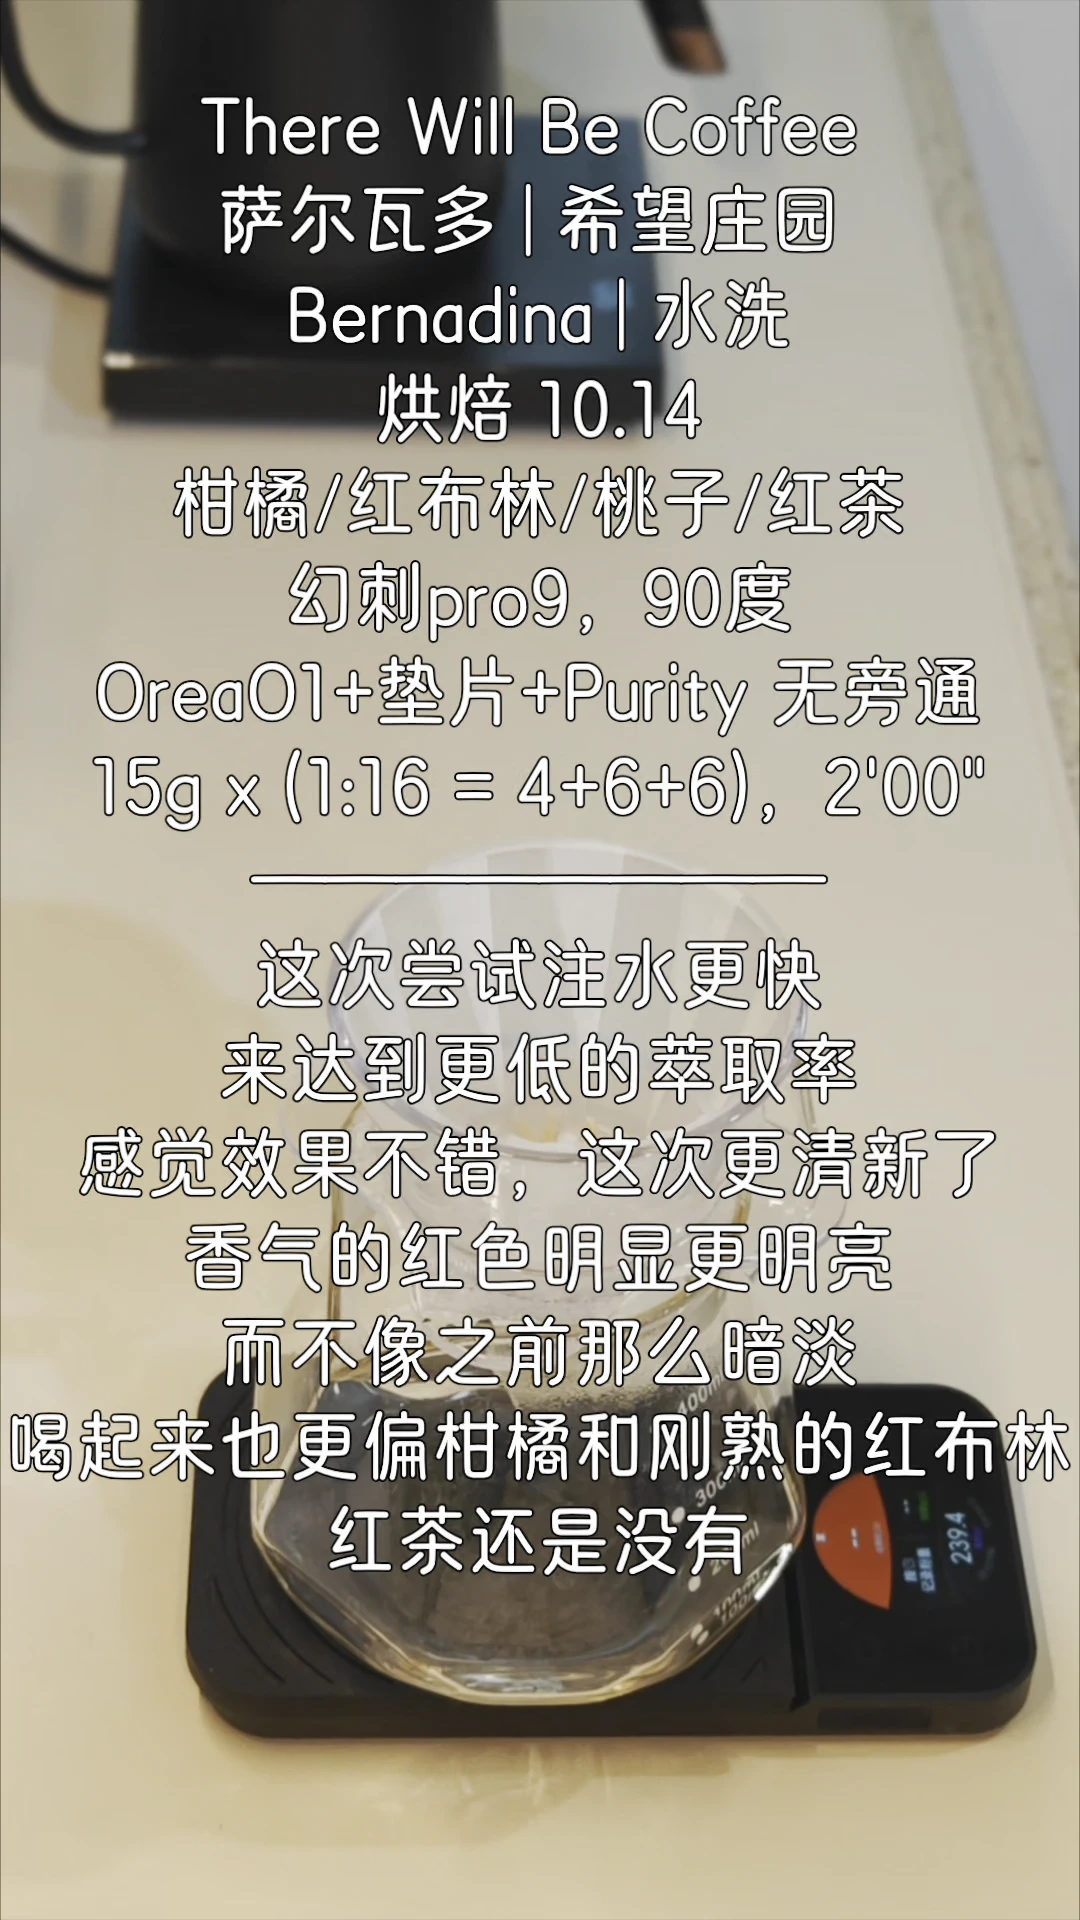 There Will Be Coffee
萨尔瓦多 | 希望庄园
Bernadina | 水洗
烘焙 10.14
柑橘/红布林/桃子/红茶
幻刺pro9，90度
OreaO1+垫片+Purity 无旁通
15g x (1:16 = 4+6+6)，2'00"
这次尝试注水更快
来达到更低的萃取率
感觉效果不错，这次更清新了
香气的红色明显更明亮
而不像之前那么暗淡
喝起来也更偏柑橘和刚熟的红布林
红茶还是没有
400ml
239.4